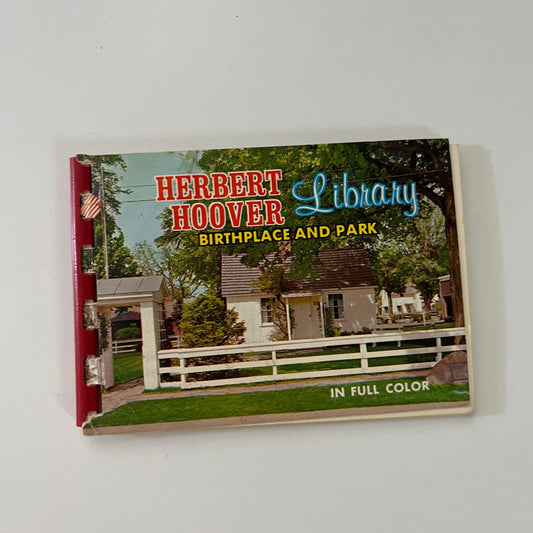 HERBERT HOOVER Library
BIRTHPLACE AND PARK
IN FULL COLOR